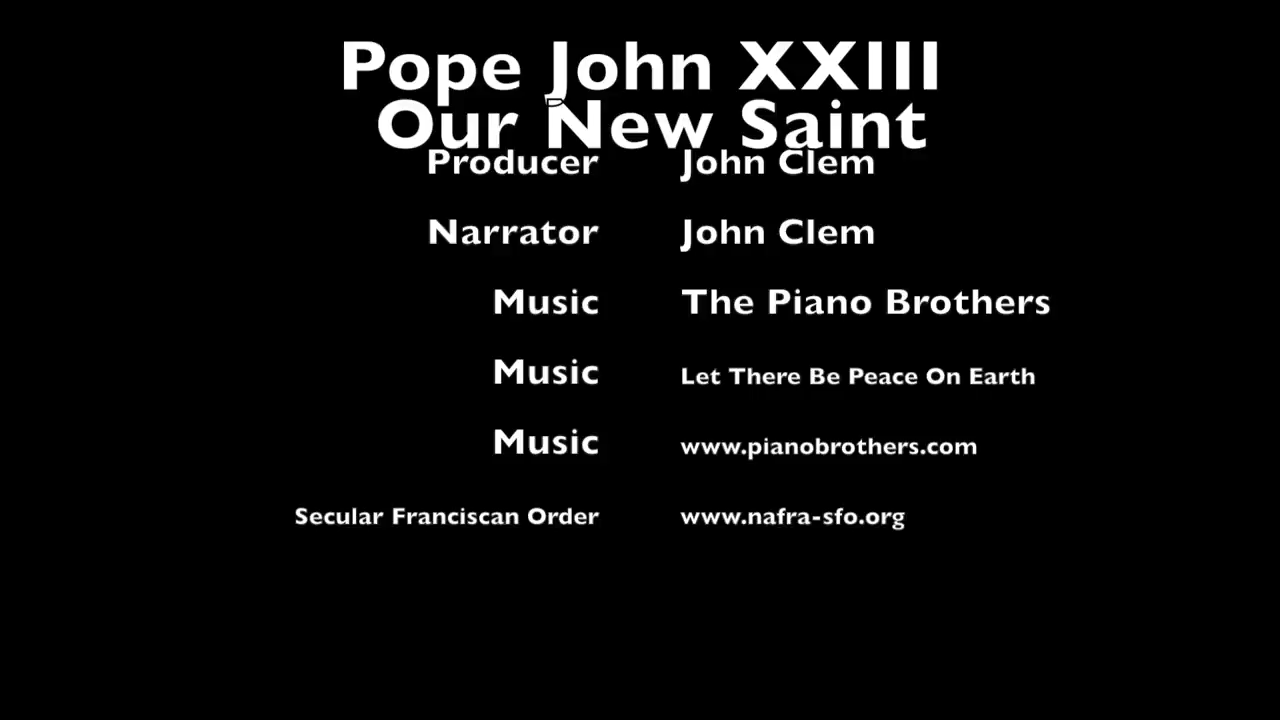 Pope John XXIII
Our New Saint
Producer John Clem
Narrator John Clem
Music The Piano Brothers
Music Let There Be Peace On Earth
Music www.pianobrothers.com
Secular Franciscan Order www.nafra-sfo.org